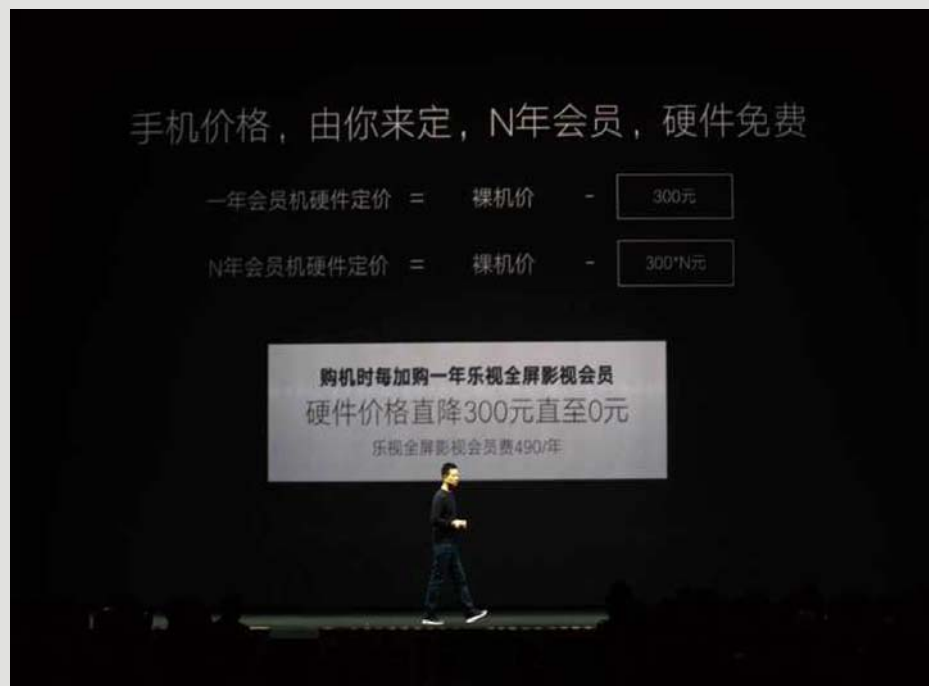 手机价格，由你来定，N年会员，硬件免费
一年会员机硬件定价 = 裸机价 - 300元
N年会员机硬件定价 = 裸机价 - 300*N元
购机时每加购一年乐视全屏影视会员
硬件价格直降300元直至0元
乐视全屏影视会员费490/年